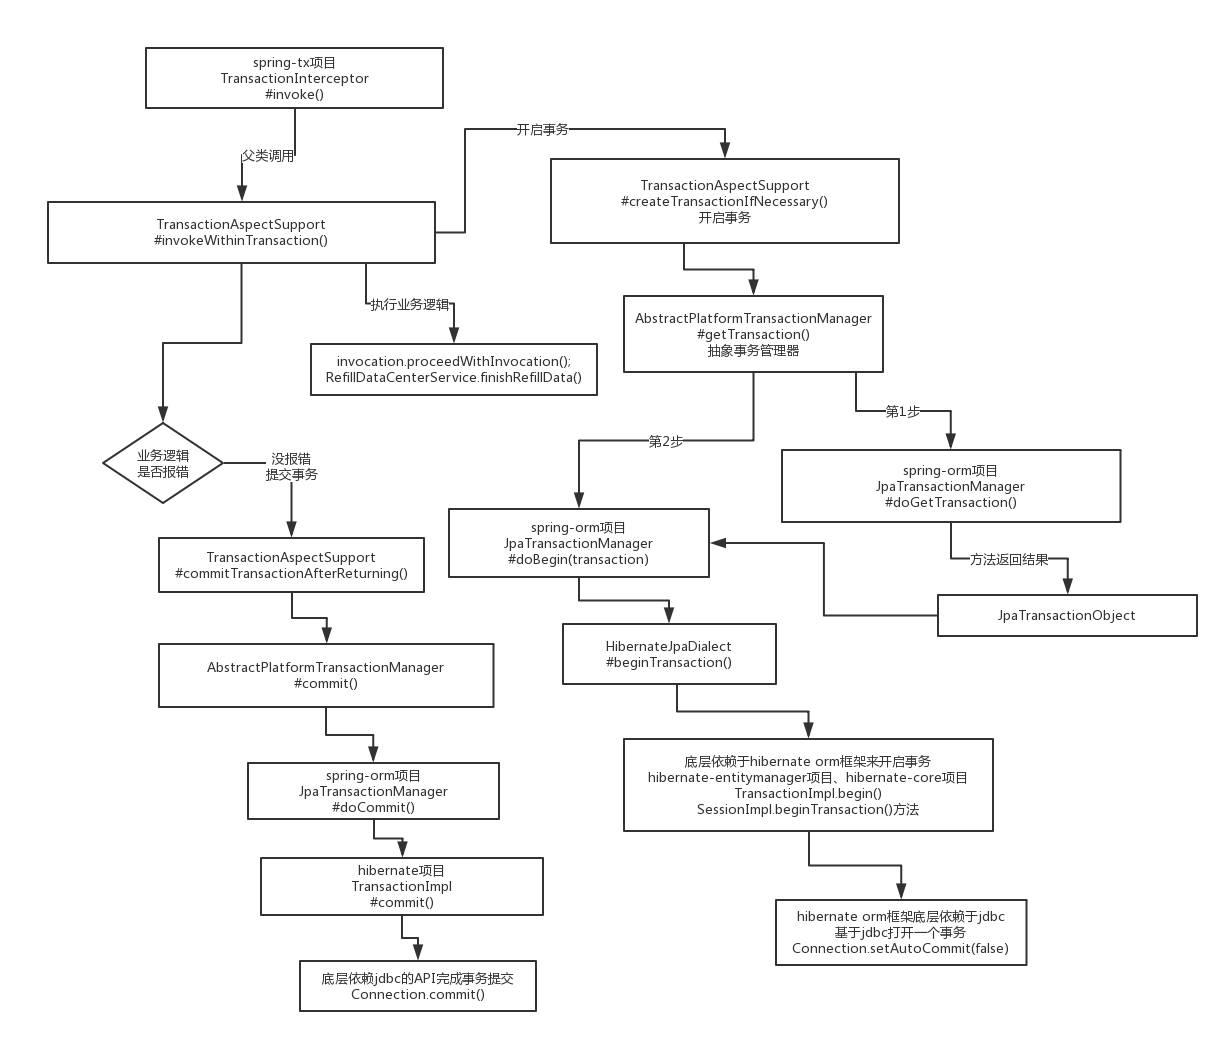 spring-tx项目
TransactionInterceptor
#invoke()
父类调用
TransactionAspectSupport
#invokeWithinTransaction()
开启事务
TransactionAspectSupport
#createTransactionIfNecessary()
开启事务
执行业务逻辑
invocation.proceedWithInvocation();
RefillDataCenterService.finishRefillData()
AbstractPlatformTransactionManager
#getTransaction()
抽象事务管理器
第1步
第2步
业务逻辑
是否报错
没报错
提交事务
spring-orm项目
JpaTransactionManager
#doGetTransaction()
方法返回结果
JpaTransactionObject
spring-orm项目
JpaTransactionManager
#doBegin(transaction)
TransactionAspectSupport
#commitTransactionAfterReturning()
HibernateJpaDialect
#beginTransaction()
AbstractPlatformTransactionManager
#commit()
底层依赖于hibernate orm框架来开启事务
hibernate-entitymanager项目、hibernate-core项目
TransactionImpl.begin()
SessionImpl.beginTransaction()方法
spring-orm项目
JpaTransactionManager
#doCommit()
hibernate项目
TransactionImpl
#commit()
hibernate orm框架底层依赖于jdbc
基于jdbc打开一个事务
Connection.setAutoCommit(false)
底层依赖jdbc的API完成事务提交
Connection.commit()